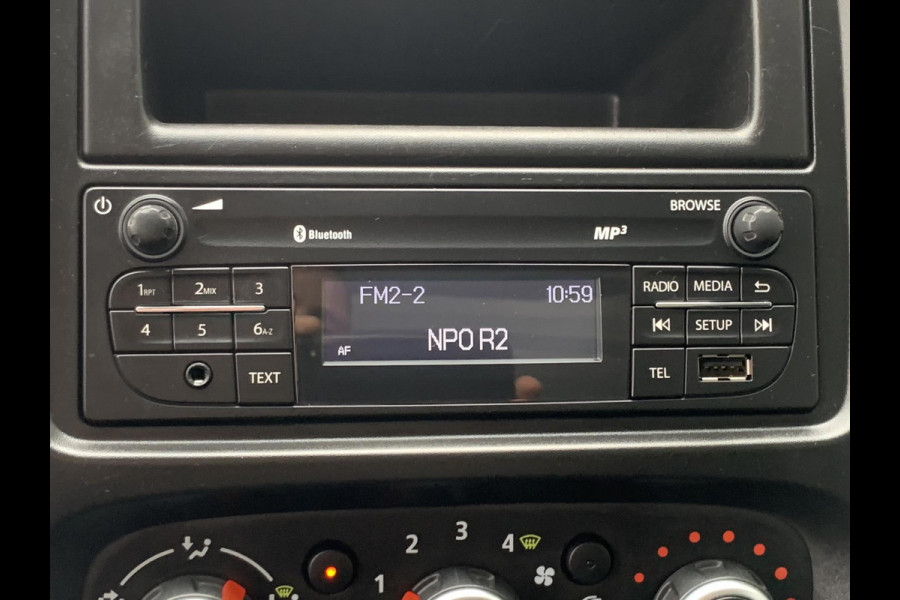 BROWSE
Bluetooth MP3
1RPT 2MIX 3 RADIO MEDIA
FM2-2 10:59
4 5 6A-Z SETUP
NPO R2
AF
TEXT TEL
1 2 3 4